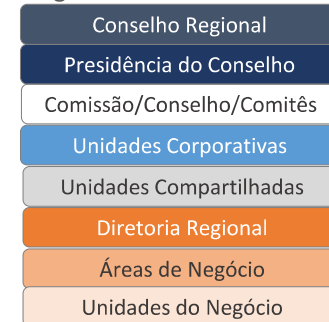 Conselho Regional
Presidência do Conselho
Comissão/Conselho/Comitês
Unidades Corporativas
Unidades Compartilhadas
Diretoria Regional
Áreas de Negócio
Unidades do Negócio